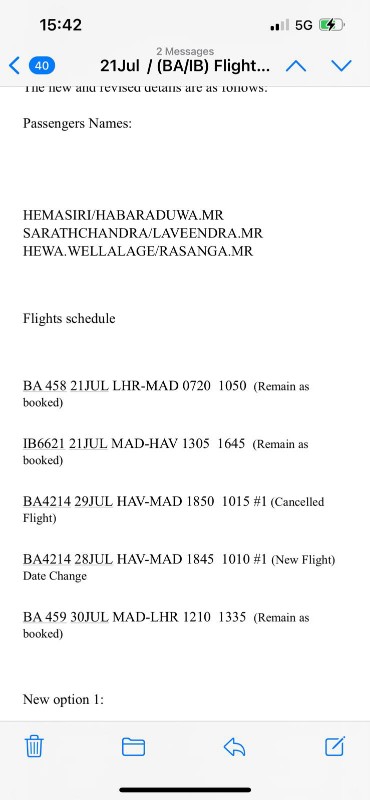 15:42
5G
40
2 Messages
21Jul / (BA/IB) Flight...
The new and revised details are as follows:
Passengers Names:
HEMASIRI/HABARADUWA.MR
SARATHCHANDRA/LAVEENDRA.MR
HEWA.WELLALAGE/RASANGA.MR
Flights schedule
BA 458 21JUL LHR-MAD 0720 1050 (Remain as
booked)
IB6621 21JUL MAD-HAV 1305 1645 (Remain as
booked)
BA4214 29JUL HAV-MAD 1850 1015 #1 (Cancelled
Flight)
BA4214 28JUL HAV-MAD 1845 1010 #1 (New Flight)
Date Change
BA 459 30JUL MAD-LHR 1210 1335 (Remain as
booked)
New option 1: